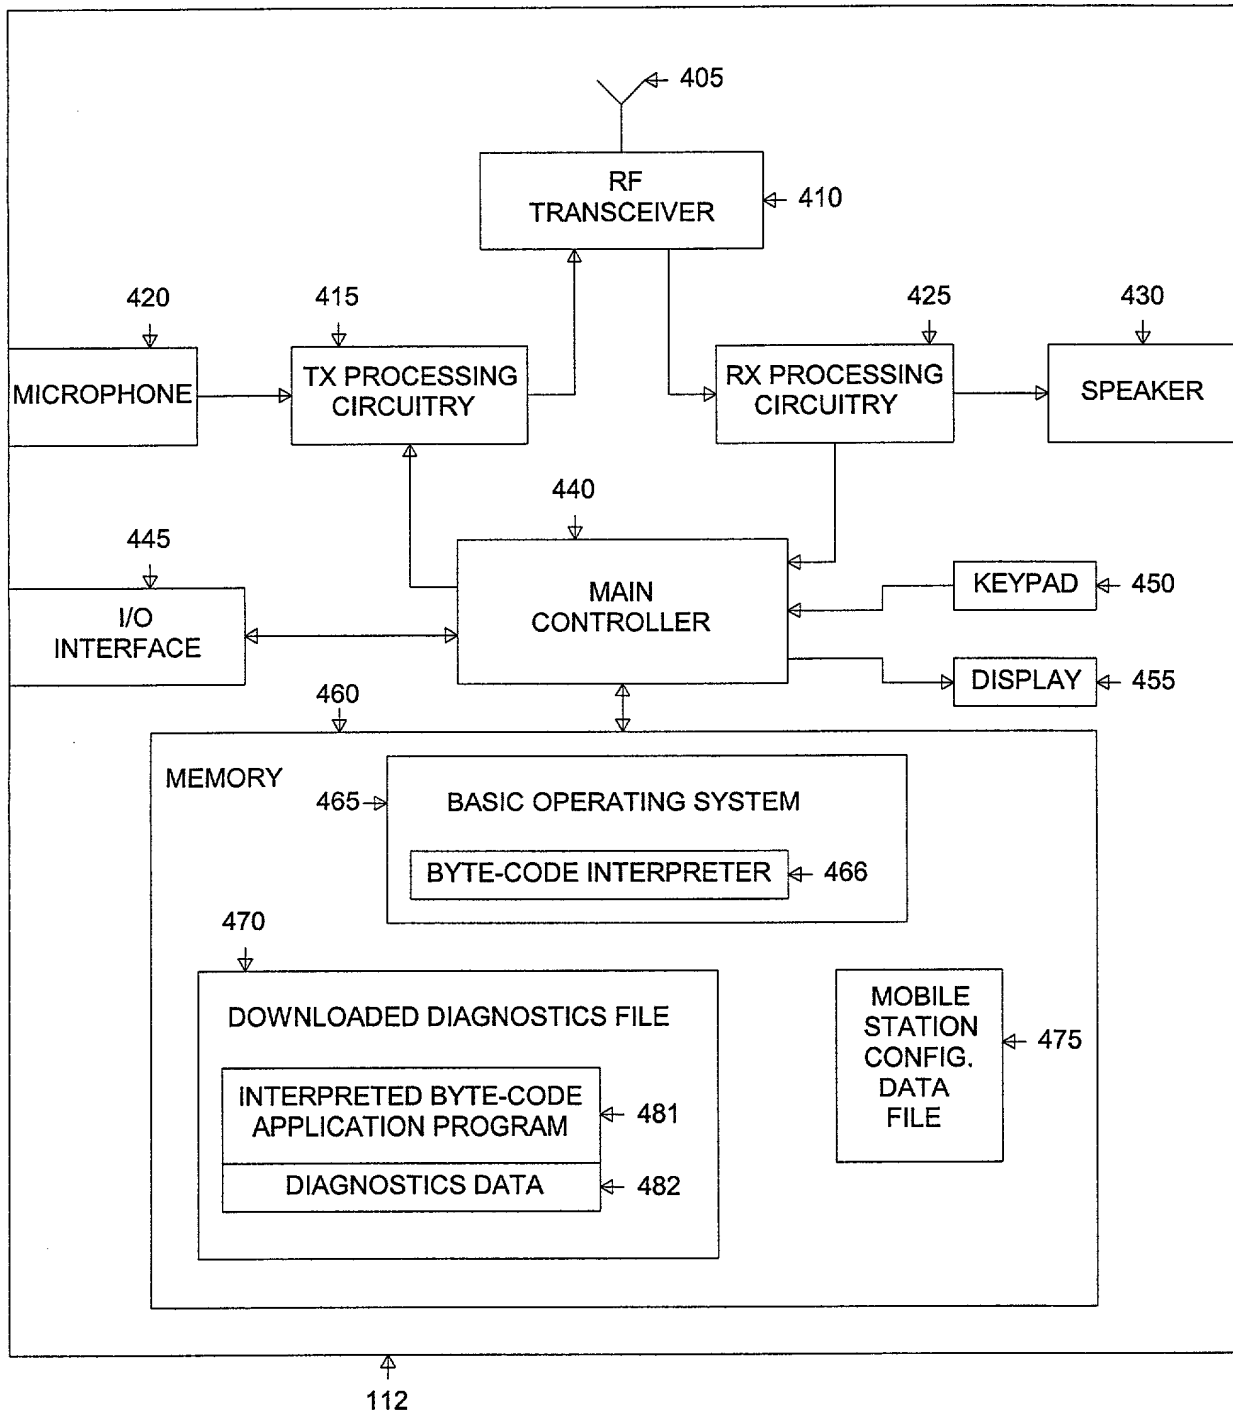 405
RF
TRANSCEIVER
410
420
415
425
430
MICROPHONE
TX PROCESSING
CIRCUITRY
RX PROCESSING
CIRCUITRY
SPEAKER
440
445
I/O
INTERFACE
MAIN
CONTROLLER
KEYPAD
450
DISPLAY
455
460
MEMORY
465
BASIC OPERATING SYSTEM
BYTE-CODE INTERPRETER
466
470
DOWNLOADED DIAGNOSTICS FILE
INTERPRETED BYTE-CODE
APPLICATION PROGRAM
481
DIAGNOSTICS DATA
482
MOBILE
STATION
CONFIG.
DATA
FILE
475
112